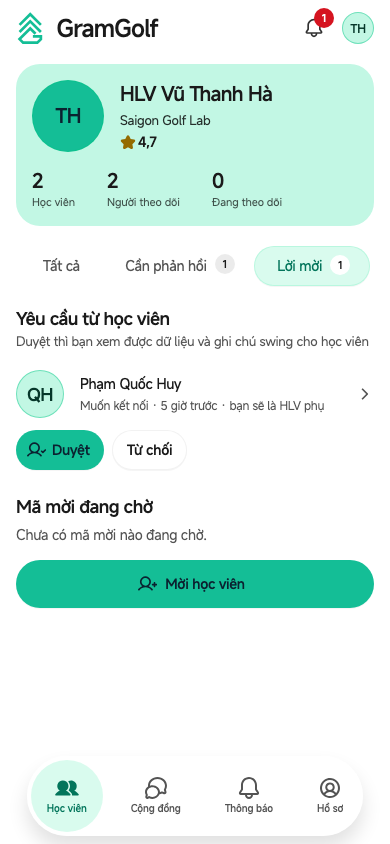 GramGolf
1
TH
TH
HLV Vũ Thanh Hà
Saigon Golf Lab
4,7
2
2
0
Học viên
Người theo dõi
Đang theo dõi
Tất cả
Cần phản hồi 1
Lời mời 1
Yêu cầu từ học viên
Duyệt thì bạn xem được dữ liệu và ghi chú swing cho học viên
QH
Phạm Quốc Huy
Muốn kết nối · 5 giờ trước · bạn sẽ là HLV phụ
Duyệt
Từ chối
Mã mời đang chờ
Chưa có mã mời nào đang chờ.
Mời học viên
Học viên
Cộng đồng
Thông báo
Hồ sơ